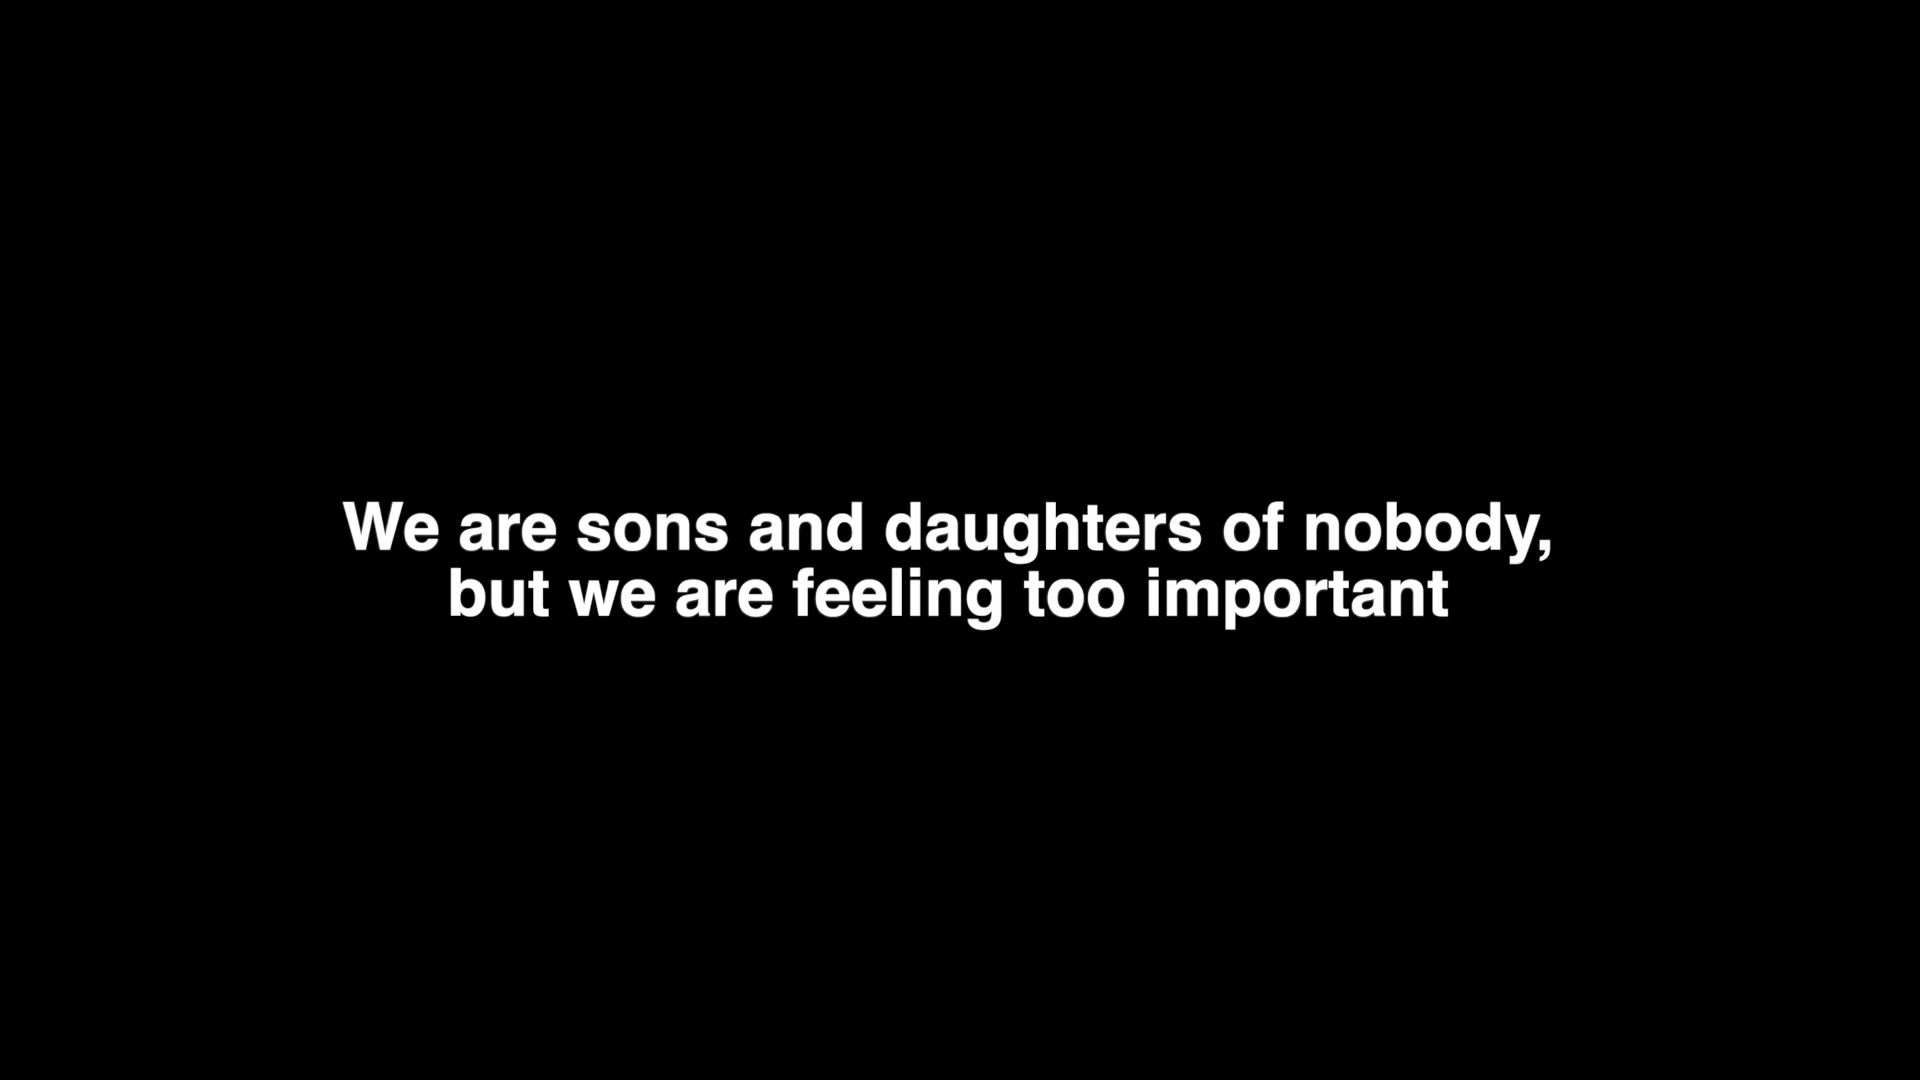 We are sons and daughters of nobody,
but we are feeling too important